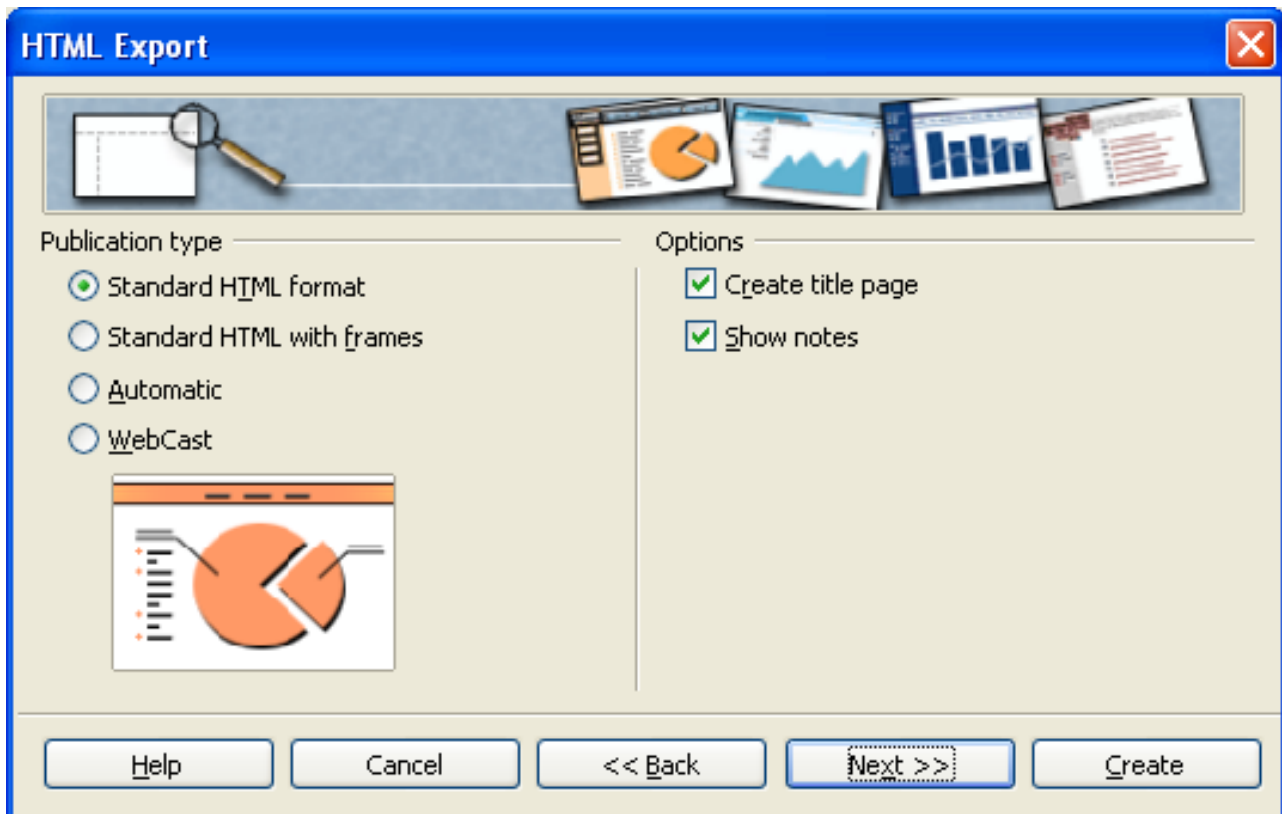 HTML Export
Publication type
Options
Standard HTML format
Create title page
Standard HTML with frames
Show notes
Automatic
WebCast
Help
Cancel
<< Back
Next >>
Create